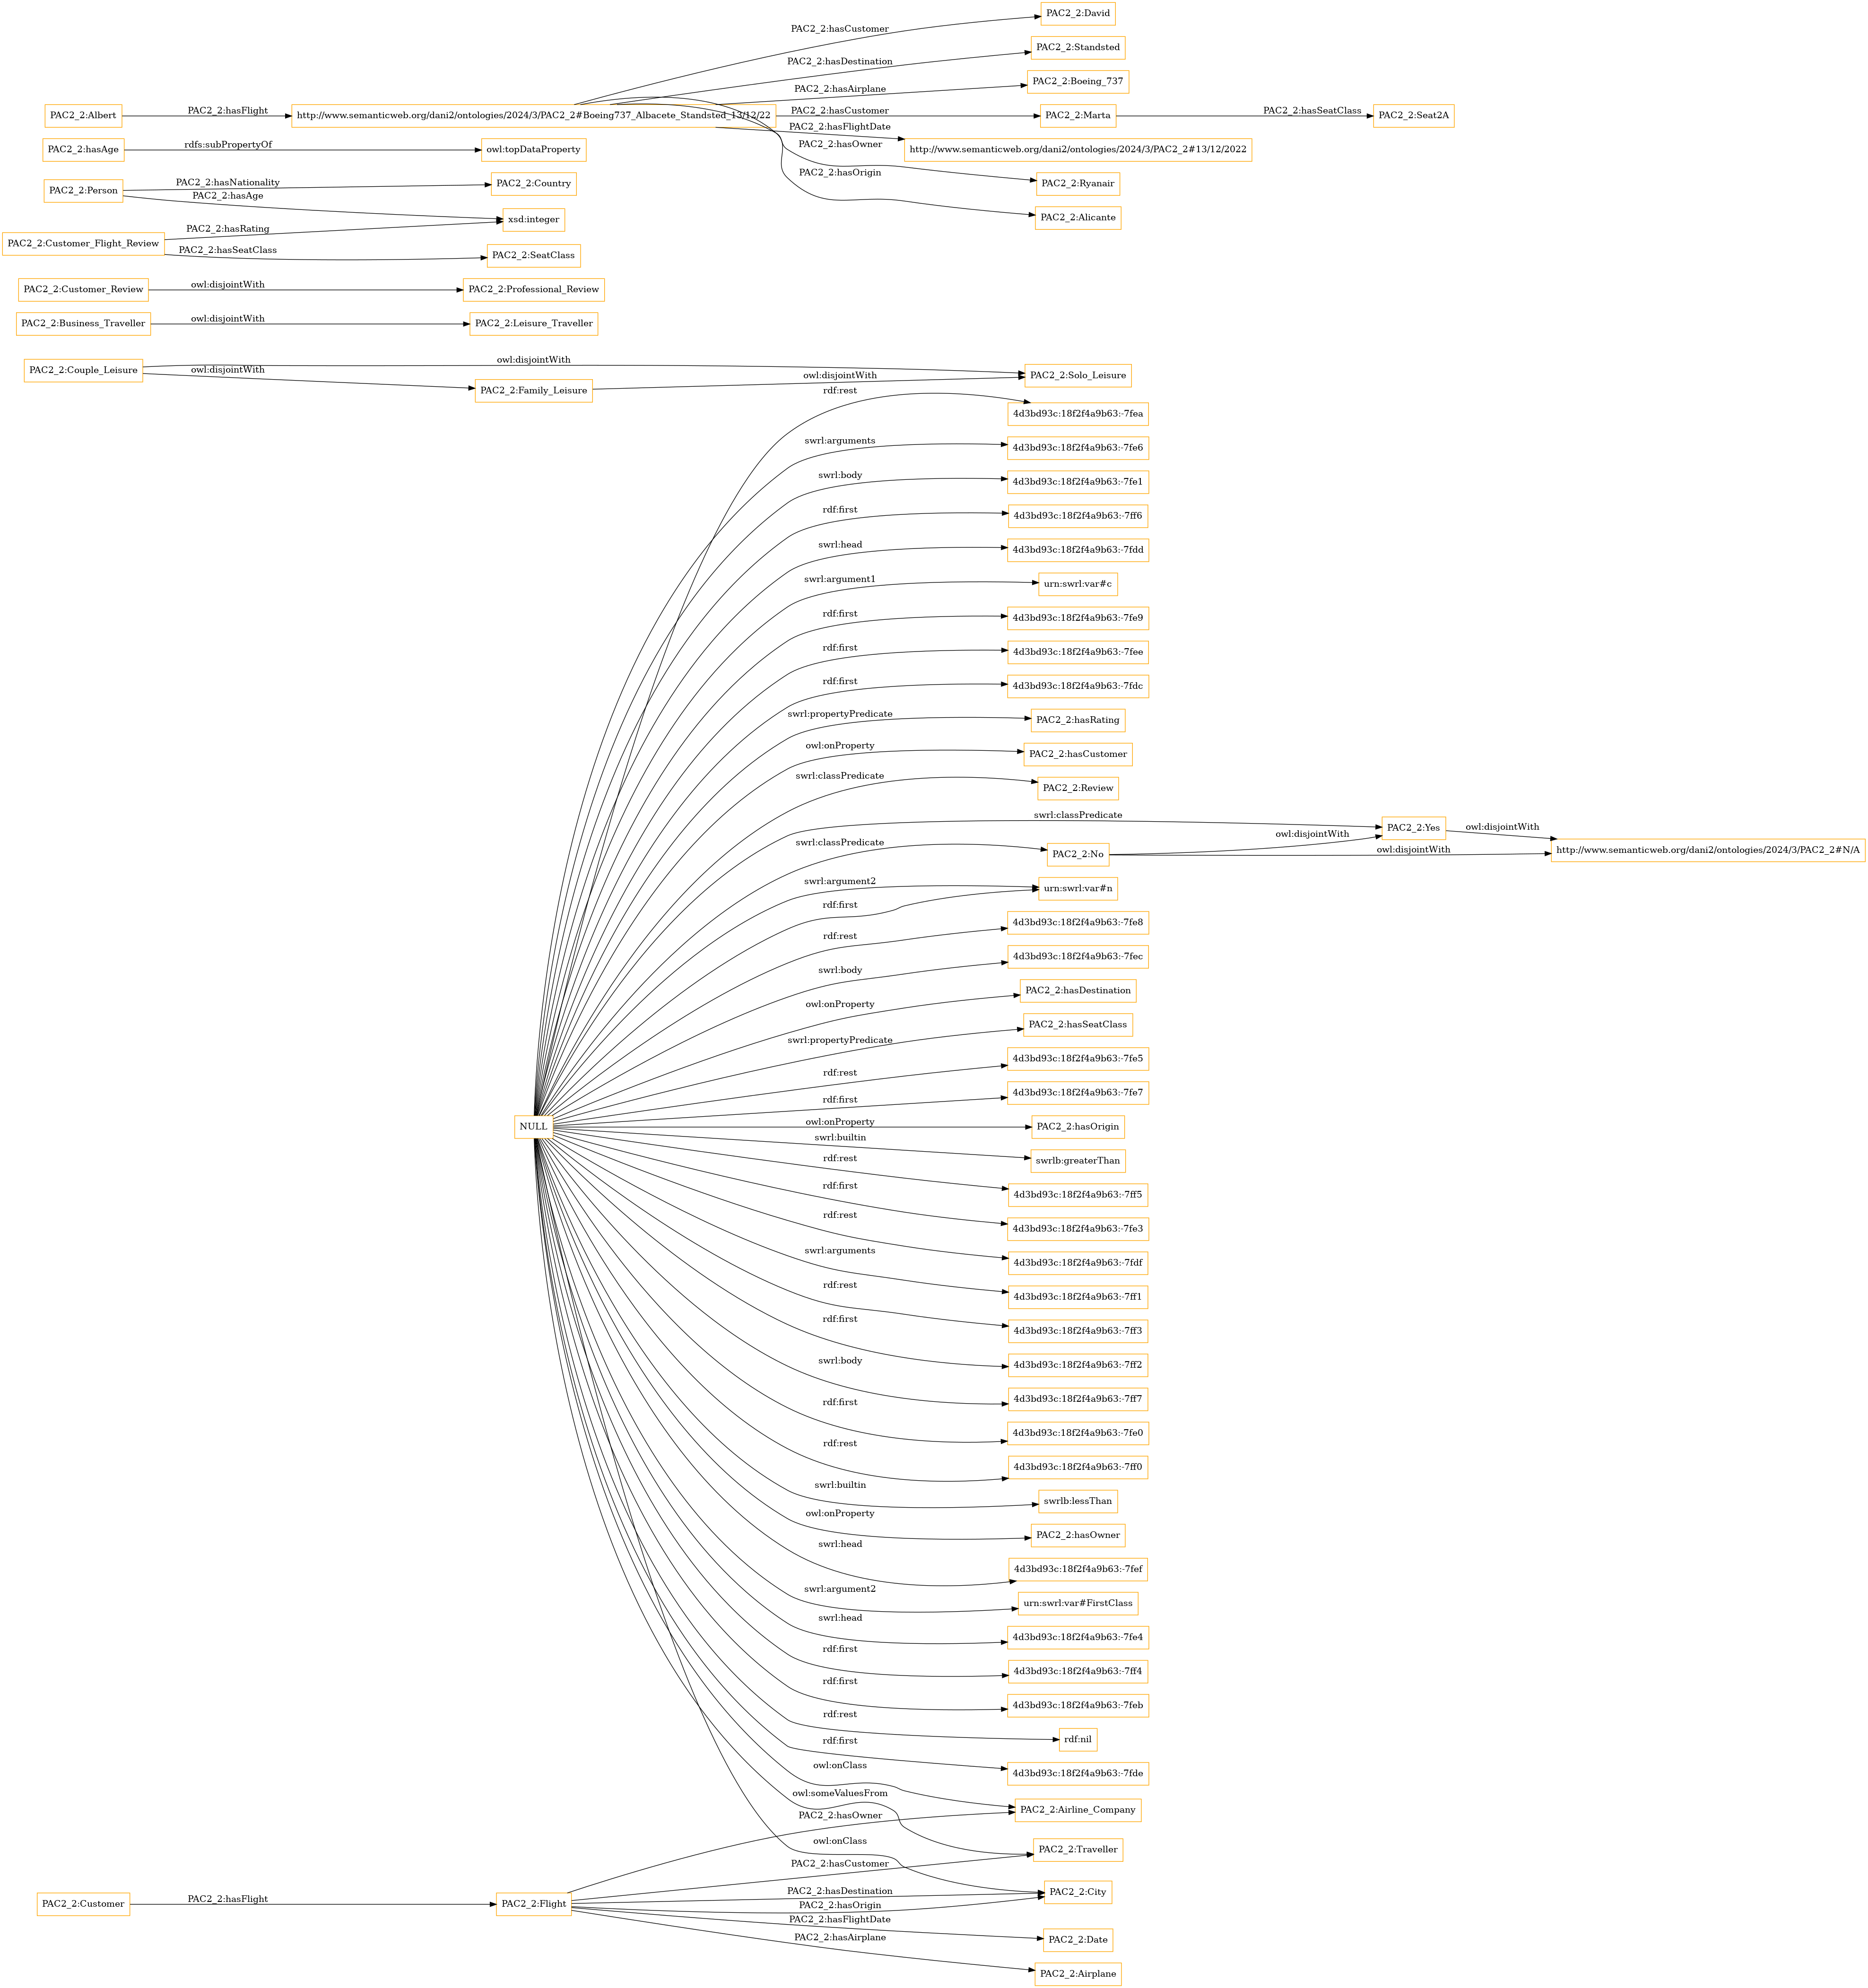 PAC2_2:David
PAC2_2:hasCustomer
PAC2_2:Standsted
PAC2_2:hasDestination
PAC2_2:Boeing_737
PAC2_2:hasAirplane
PAC2_2:Albert
PAC2_2:hasFlight
http://www.semanticweb.org/dani2/ontologies/2024/3/PAC2_2#Boeing737_Albacete_Standsted_13/12/22
PAC2_2:hasCustomer
PAC2_2:Marta
PAC2_2:hasSeatClass
PAC2_2:Seat2A
PAC2_2:hasFlightDate
http://www.semanticweb.org/dani2/ontologies/2024/3/PAC2_2#13/12/2022
PAC2_2:hasAge
rdfs:subPropertyOf
owl:topDataProperty
PAC2_2:hasOwner
PAC2_2:Ryanair
PAC2_2:hasOrigin
PAC2_2:Alicante
PAC2_2:Person
PAC2_2:hasNationality
PAC2_2:Country
PAC2_2:hasAge
xsd:integer
PAC2_2:Customer_Flight_Review
PAC2_2:hasRating
PAC2_2:hasSeatClass
PAC2_2:SeatClass
PAC2_2:Customer_Review
owl:disjointWith
PAC2_2:Professional_Review
PAC2_2:Business_Traveller
owl:disjointWith
PAC2_2:Leisure_Traveller
PAC2_2:Couple_Leisure
owl:disjointWith
owl:disjointWith
PAC2_2:Family_Leisure
owl:disjointWith
PAC2_2:Solo_Leisure
rdf:rest
4d3bd93c:18f2f4a9b63:-7fea
swrl:arguments
4d3bd93c:18f2f4a9b63:-7fe6
swrl:body
4d3bd93c:18f2f4a9b63:-7fe1
rdf:first
4d3bd93c:18f2f4a9b63:-7ff6
swrl:head
4d3bd93c:18f2f4a9b63:-7fdd
swrl:argument1
urn:swrl:var#c
rdf:first
4d3bd93c:18f2f4a9b63:-7fe9
rdf:first
4d3bd93c:18f2f4a9b63:-7fee
rdf:first
4d3bd93c:18f2f4a9b63:-7fdc
swrl:propertyPredicate
PAC2_2:hasRating
owl:onProperty
PAC2_2:hasCustomer
swrl:classPredicate
PAC2_2:Review
swrl:classPredicate
PAC2_2:Yes
owl:disjointWith
http://www.semanticweb.org/dani2/ontologies/2024/3/PAC2_2#N/A
swrl:classPredicate
PAC2_2:No
owl:disjointWith
owl:disjointWith
swrl:argument2
urn:swrl:var#n
rdf:first
rdf:rest
4d3bd93c:18f2f4a9b63:-7fe8
swrl:body
4d3bd93c:18f2f4a9b63:-7fec
owl:onProperty
PAC2_2:hasDestination
swrl:propertyPredicate
PAC2_2:hasSeatClass
rdf:rest
4d3bd93c:18f2f4a9b63:-7fe5
rdf:first
4d3bd93c:18f2f4a9b63:-7fe7
NULL
owl:onProperty
PAC2_2:hasOrigin
swrl:builtin
swrlb:greaterThan
rdf:rest
4d3bd93c:18f2f4a9b63:-7ff5
rdf:first
4d3bd93c:18f2f4a9b63:-7fe3
rdf:rest
4d3bd93c:18f2f4a9b63:-7fdf
swrl:arguments
4d3bd93c:18f2f4a9b63:-7ff1
rdf:rest
4d3bd93c:18f2f4a9b63:-7ff3
rdf:first
4d3bd93c:18f2f4a9b63:-7ff2
swrl:body
4d3bd93c:18f2f4a9b63:-7ff7
rdf:first
4d3bd93c:18f2f4a9b63:-7fe0
rdf:rest
4d3bd93c:18f2f4a9b63:-7ff0
swrl:builtin
swrlb:lessThan
owl:onProperty
PAC2_2:hasOwner
swrl:head
4d3bd93c:18f2f4a9b63:-7fef
swrl:argument2
urn:swrl:var#FirstClass
swrl:head
4d3bd93c:18f2f4a9b63:-7fe4
rdf:first
4d3bd93c:18f2f4a9b63:-7ff4
rdf:first
4d3bd93c:18f2f4a9b63:-7feb
rdf:rest
rdf:nil
rdf:first
4d3bd93c:18f2f4a9b63:-7fde
owl:onClass
PAC2_2:Airline_Company
owl:someValuesFrom
PAC2_2:hasOwner
PAC2_2:Traveller
owl:onClass
PAC2_2:hasCustomer
PAC2_2:City
PAC2_2:Customer
PAC2_2:hasFlight
PAC2_2:Flight
PAC2_2:hasDestination
PAC2_2:hasOrigin
PAC2_2:hasFlightDate
PAC2_2:Date
PAC2_2:hasAirplane
PAC2_2:Airplane